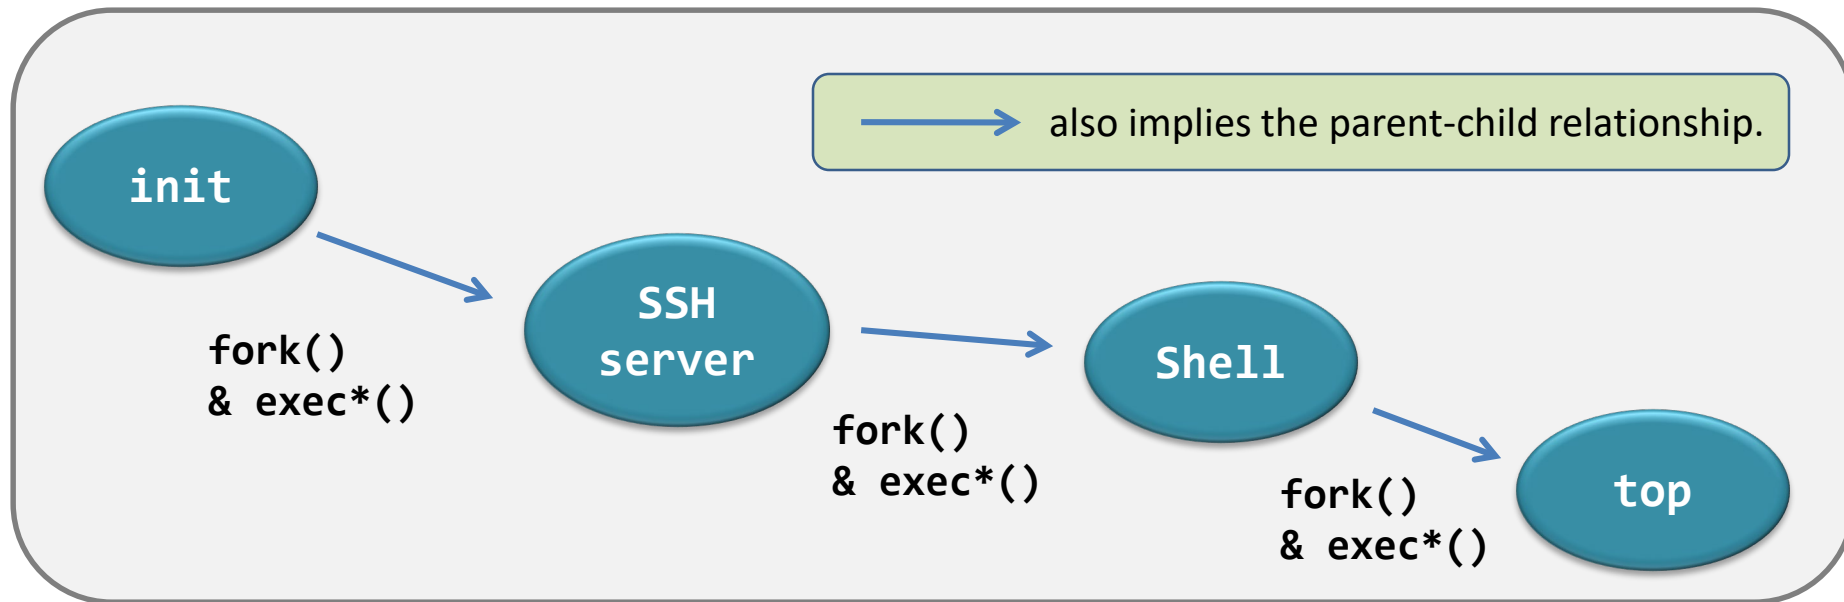 also implies the parent-child relationship.
init
SSH
server
fork()
& exec*()
Shell
fork()
& exec*()
top
fork()
& exec*()